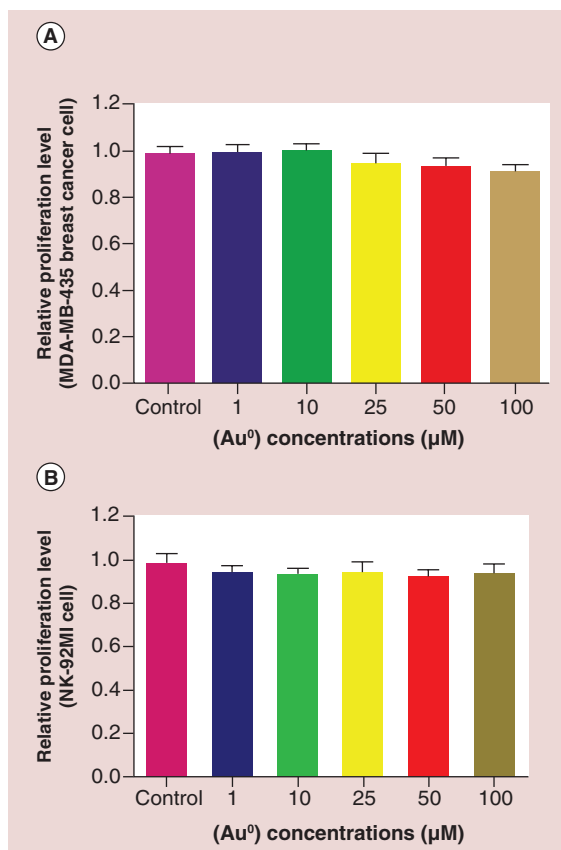 A
Relative proliferation level
(MDA-MB-435 breast cancer cell)
1.2
1.0
0.8
0.6
0.4
0.2
0.0
Control 1 10 25 50 100
(Au⁰) concentrations (µM)
B
Relative proliferation level
(NK-92MI cell)
1.2
1.0
0.8
0.6
0.4
0.2
0.0
Control 1 10 25 50 100
(Au⁰) concentrations (µM)